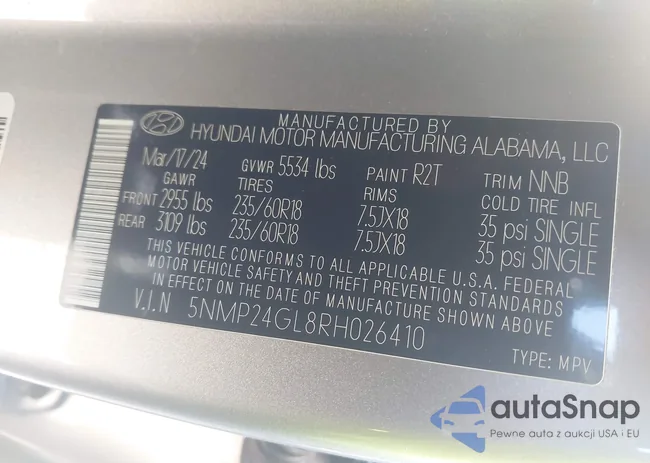 MANUFACTURED BY
HYUNDAI MOTOR MANUFACTURING ALABAMA, LLC
Mar/17/24 GVWR 5534 lbs PAINT R2T TRIM NNB
GAWR TIRES RIMS COLD TIRE INFL
FRONT 2955 lbs 235/60R18 7.5JX18 35 psi SINGLE
REAR 3109 lbs 235/60R18 7.5JX18 35 psi SINGLE
THIS VEHICLE CONFORMS TO ALL APPLICABLE U.S.A. FEDERAL
MOTOR VEHICLE SAFETY AND THEFT PREVENTION STANDARDS
IN EFFECT ON THE DATE OF MANUFACTURE SHOWN ABOVE.
V.I.N 5NMP24GL8RH026410
TYPE: MPV
autaSnap
Pewne auta z aukcji USA i EU